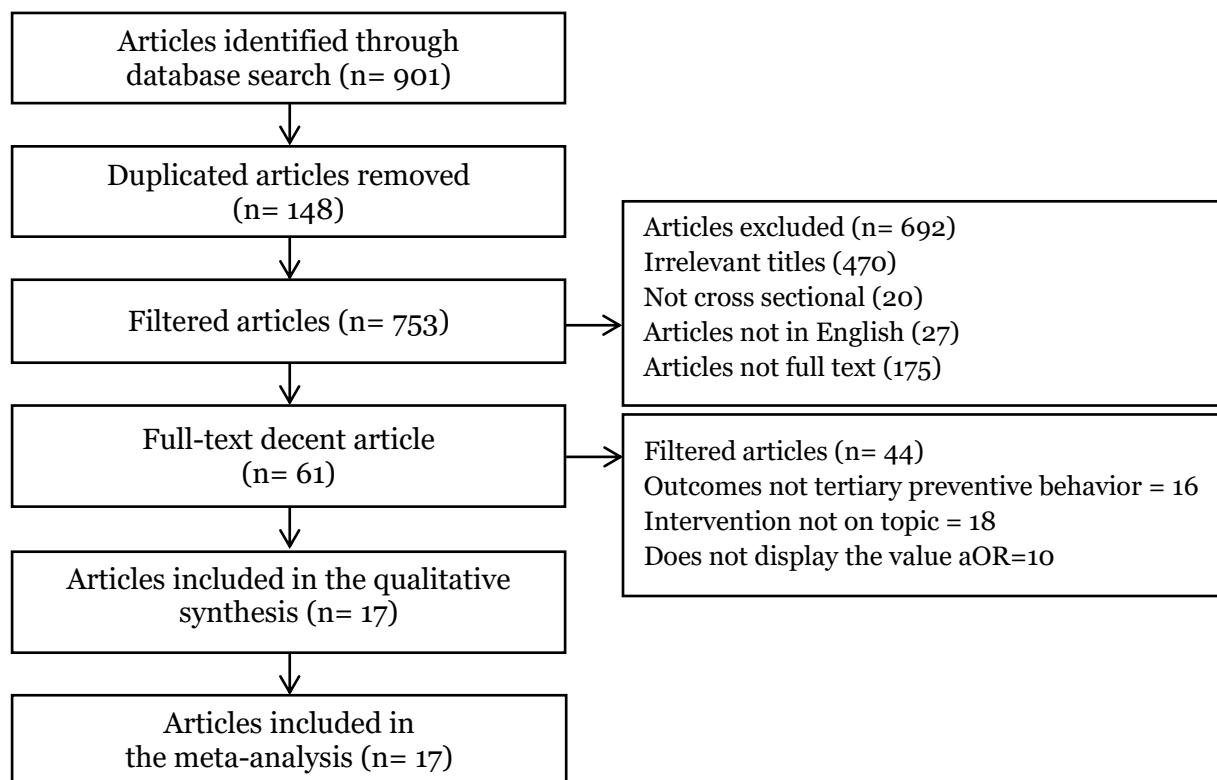 Articles identified through
database search (n= 901)
Duplicated articles removed
(n= 148)
Filtered articles (n= 753)
Articles excluded (n= 692)
Irrelevant titles (470)
Not cross sectional (20)
Articles not in English (27)
Articles not full text (175)
Full-text decent article
(n= 61)
Filtered articles (n= 44)
Outcomes not tertiary preventive behavior = 16
Intervention not on topic = 18
Does not display the value aOR=10
Articles included in the qualitative
synthesis (n= 17)
Articles included in
the meta-analysis (n= 17)